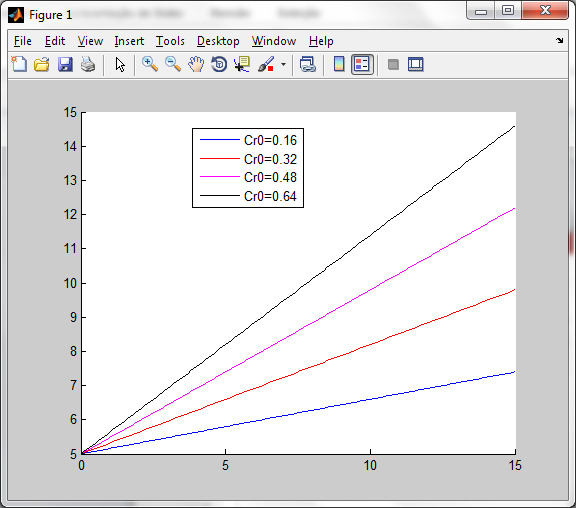 Figure 1
File Edit View Insert Tools Desktop Window Help
15
14
13
12
11
10
9
8
7
6
5
Cr0=0.16
Cr0=0.32
Cr0=0.48
Cr0=0.64
0 5 10 15